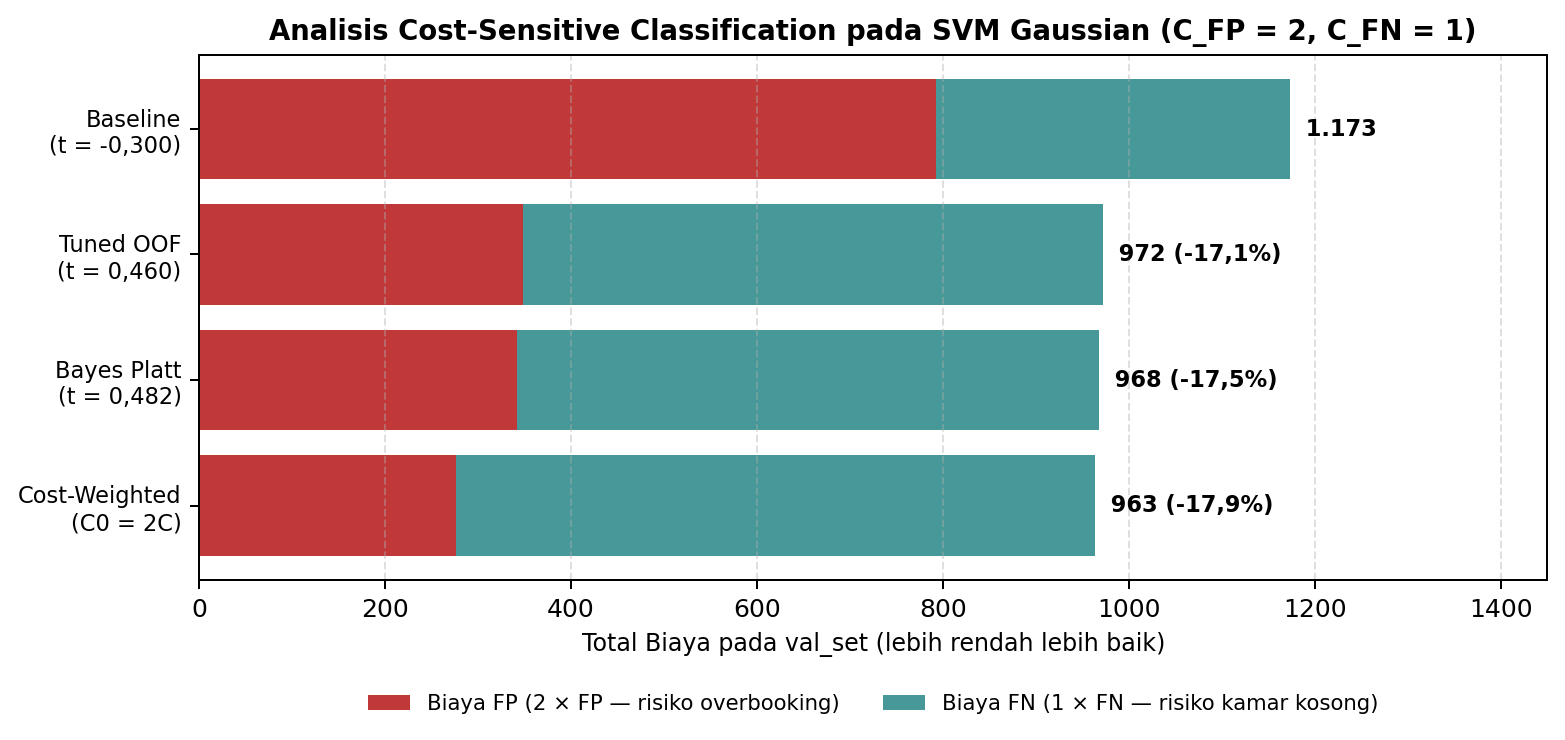 Analisis Cost-Sensitive Classification pada SVM Gaussian (C_FP = 2, C_FN = 1)
Baseline
(t = -0,300)
1.173
Tuned OOF
(t = 0,460)
972 (-17,1%)
Bayes Platt
(t = 0,482)
968 (-17,5%)
Cost-Weighted
(C0 = 2C)
963 (-17,9%)
0 200 400 600 800 1000 1200 1400
Total Biaya pada val_set (lebih rendah lebih baik)
Biaya FP (2 × FP — risiko overbooking)
Biaya FN (1 × FN — risiko kamar kosong)